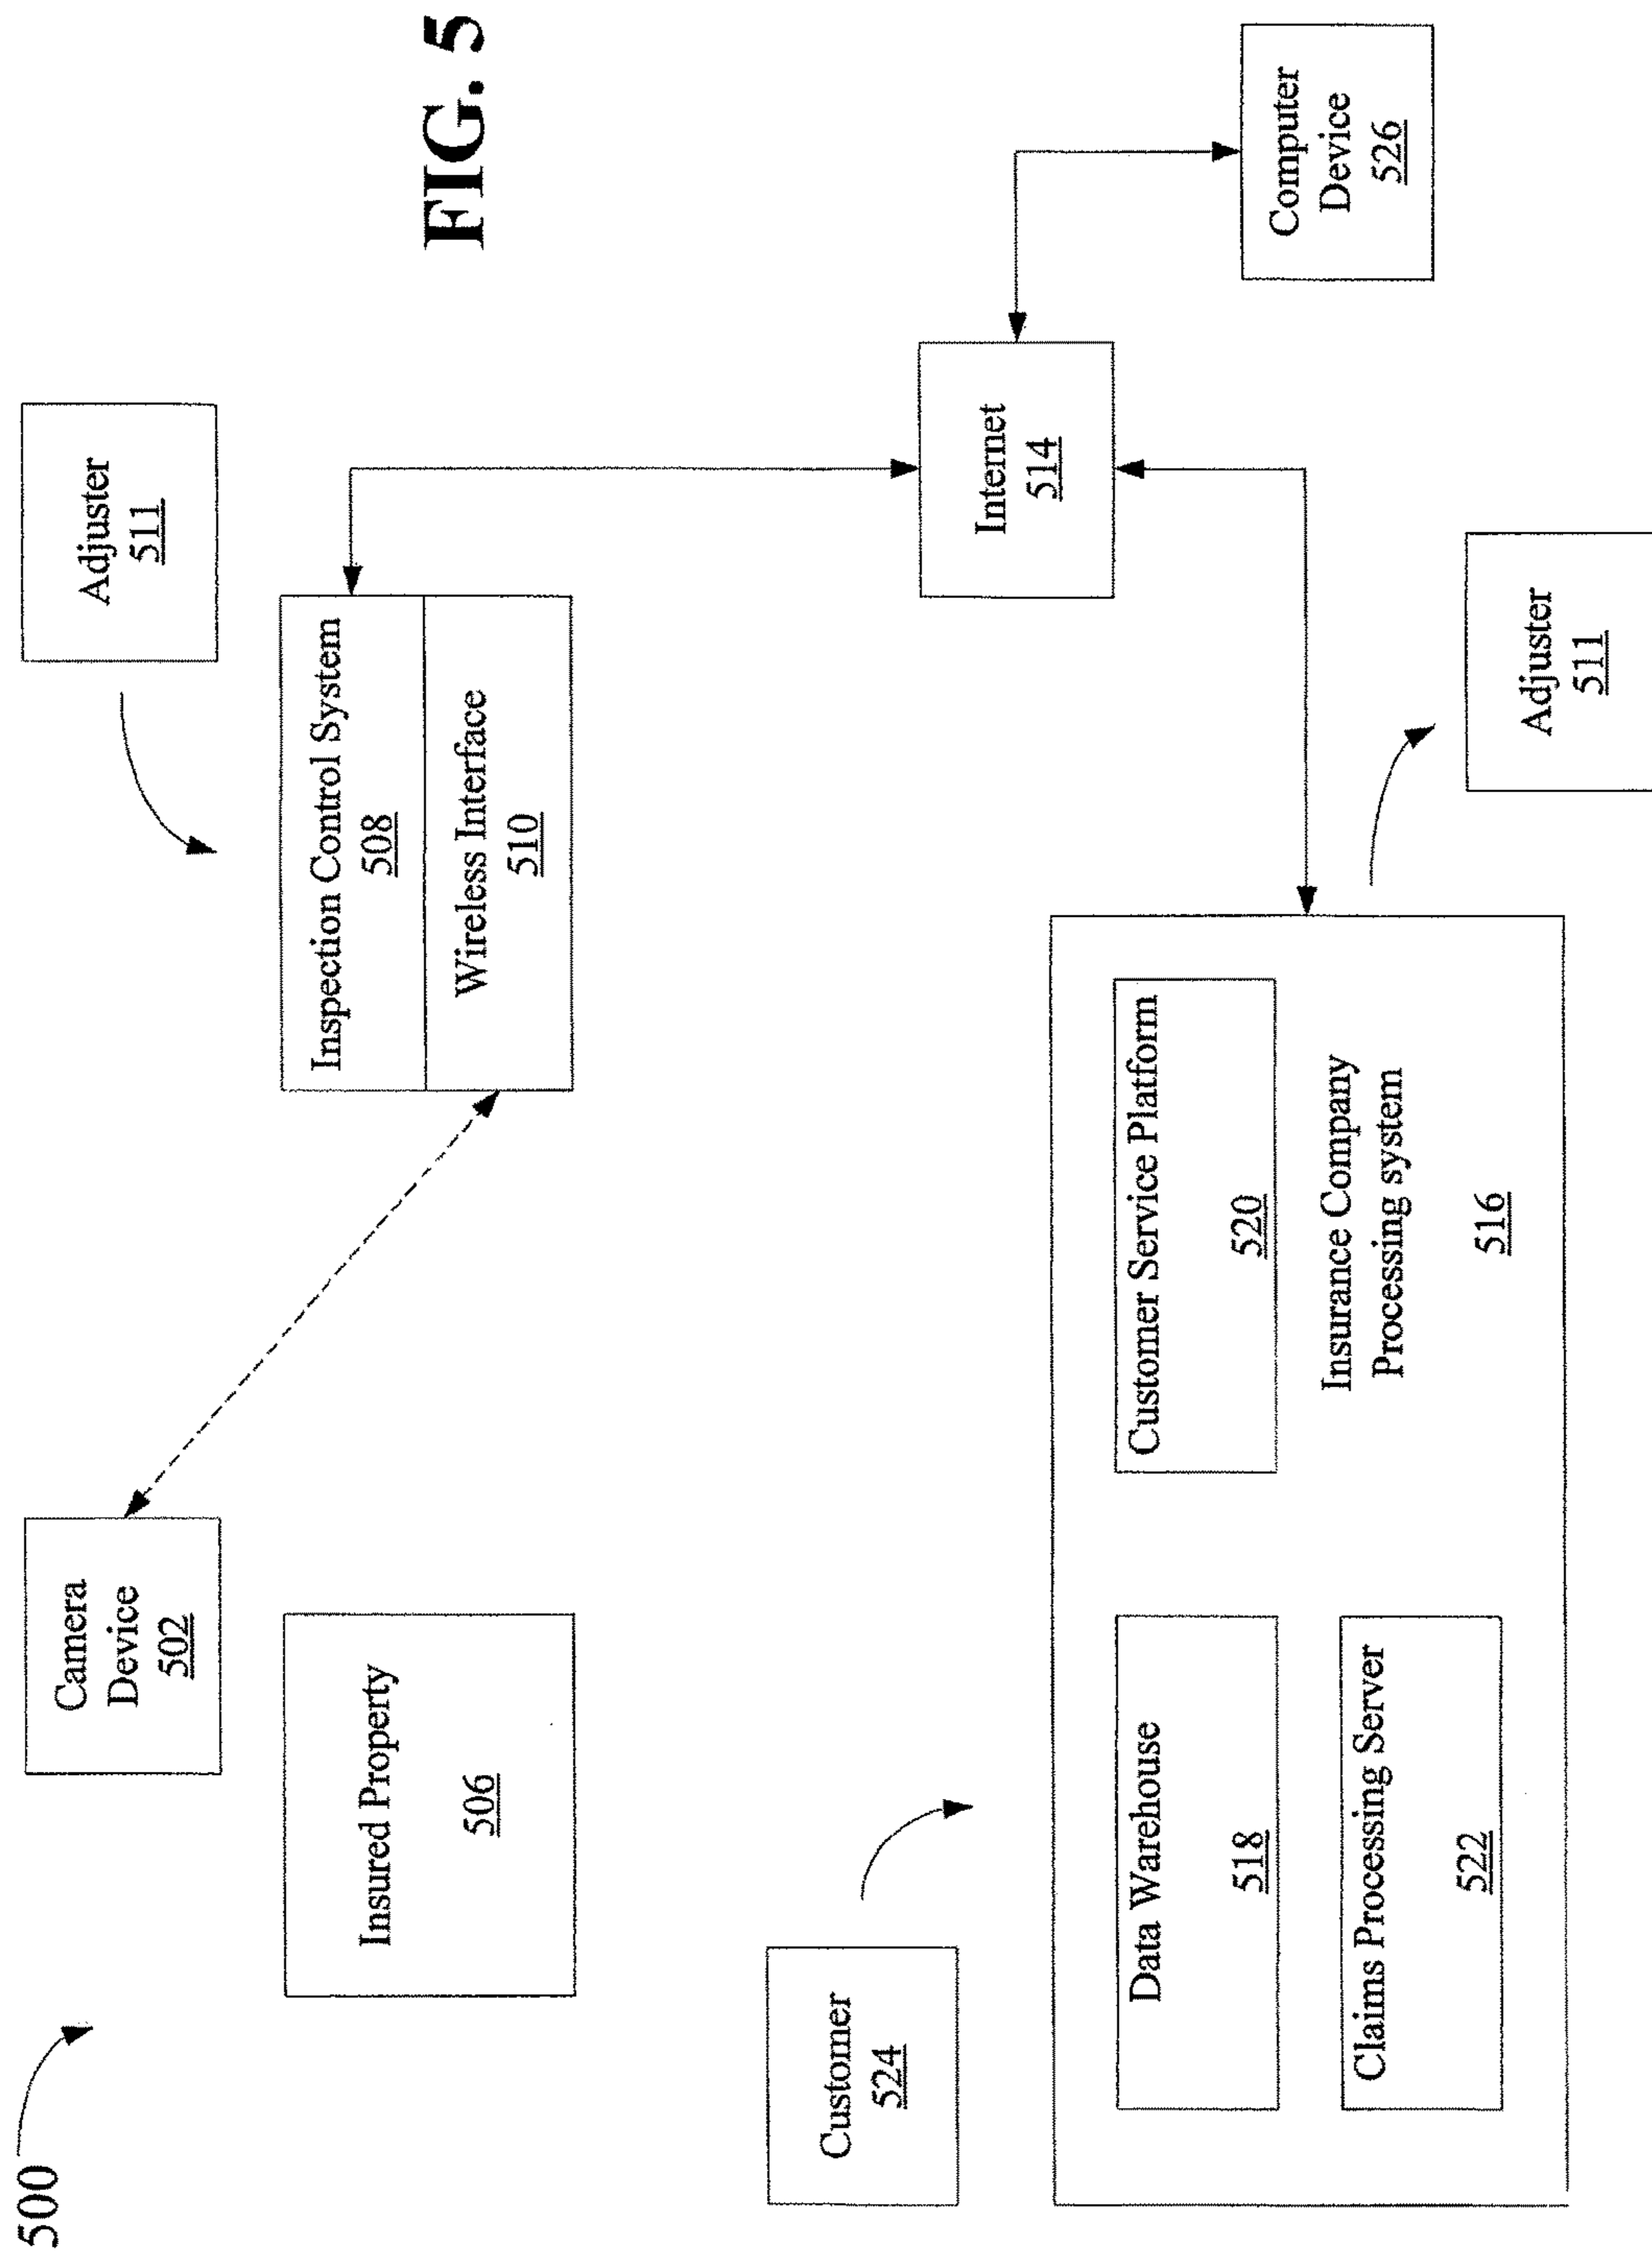 500
Camera
Device
502
Adjuster
511
Insured Property
506
Inspection Control System
508
Wireless Interface
510
FIG. 5
Customer
524
Internet
514
Data Warehouse
518
Customer Service Platform
520
Computer
Device
526
Claims Processing Server
522
Insurance Company
Processing system
516
Adjuster
511